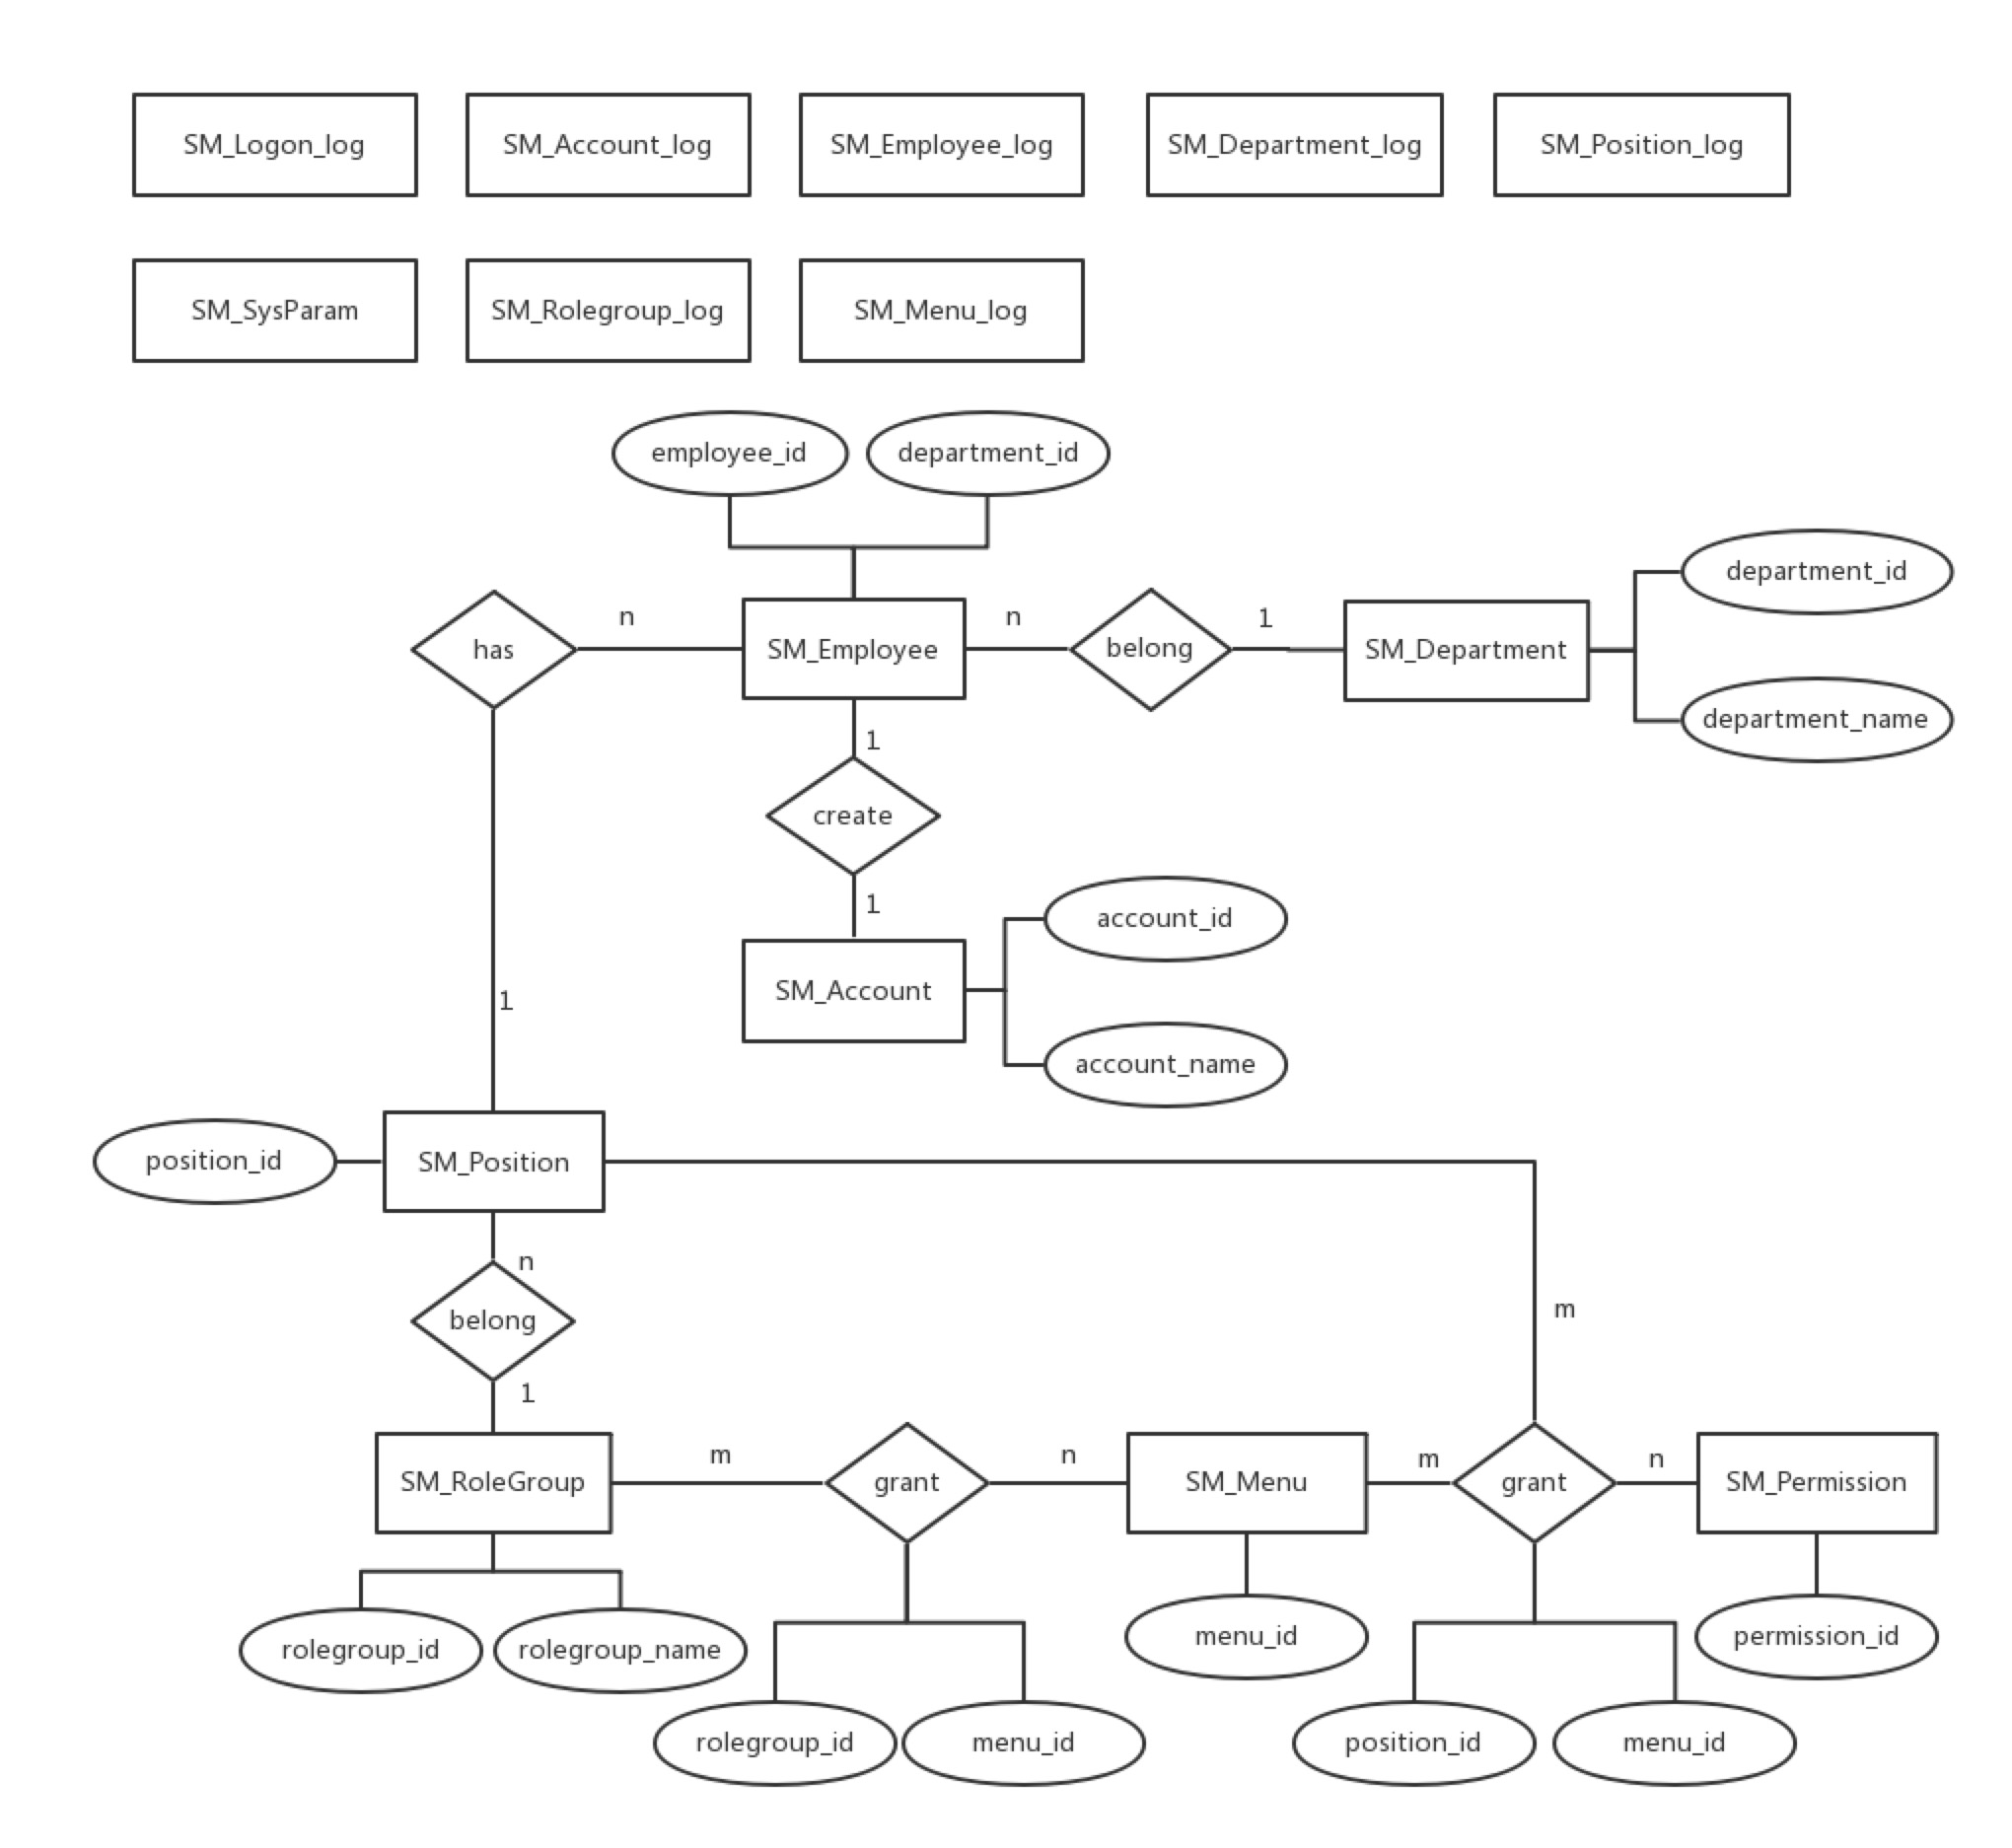 SM_Logon_log
SM_Account_log
SM_Employee_log
SM_Department_log
SM_Position_log
SM_SysParam
SM_Rolegroup_log
SM_Menu_log
employee_id
department_id
has
n
SM_Employee
n
belong
1
SM_Department
department_id
department_name
1
create
1
SM_Account
account_id
account_name
1
position_id
SM_Position
n
belong
1
m
SM_RoleGroup
m
grant
n
SM_Menu
m
grant
n
SM_Permission
rolegroup_id
rolegroup_name
menu_id
permission_id
rolegroup_id
menu_id
position_id
menu_id